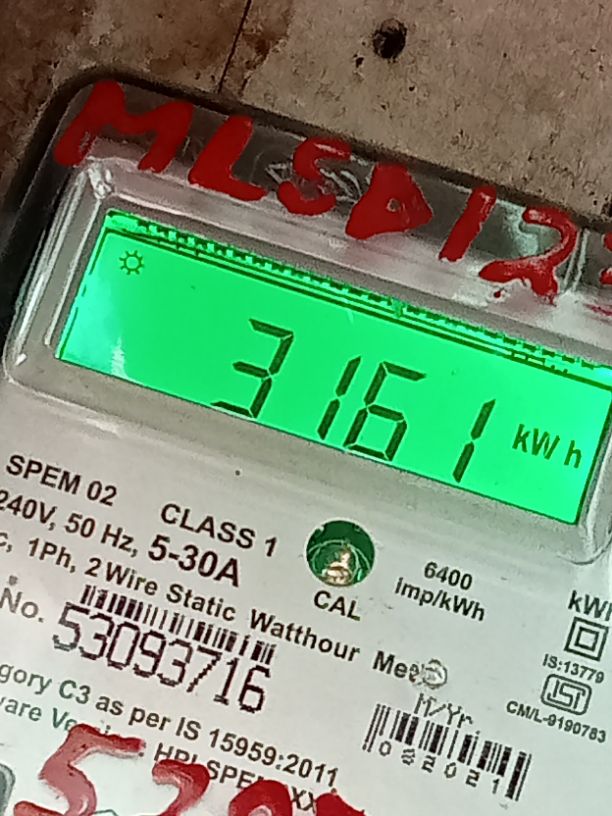 MLSD12
3161 kWh
SPEM 02 CLASS 1
240V, 50 Hz, 5-30A
1Ph, 2Wire Static Watthour
CAL
6400
imp/kWh
No. 53093716
IS:13779
CM/L-9190783
gory C3 as per IS 15959:2011
M/Yr
022021